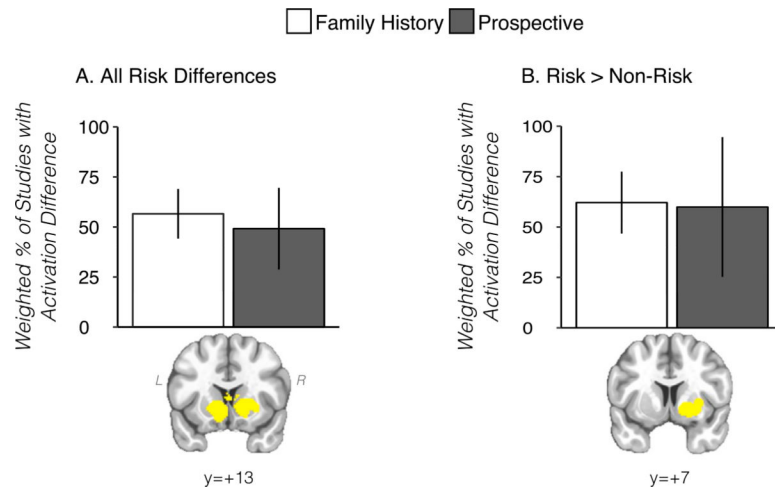 Family History Prospective
A. All Risk Differences
Weighted % of Studies with
Activation Difference
100
75
50
25
0
L
R
y=+13
B. Risk > Non-Risk
Weighted % of Studies with
Activation Difference
100
75
50
25
0
y=+7